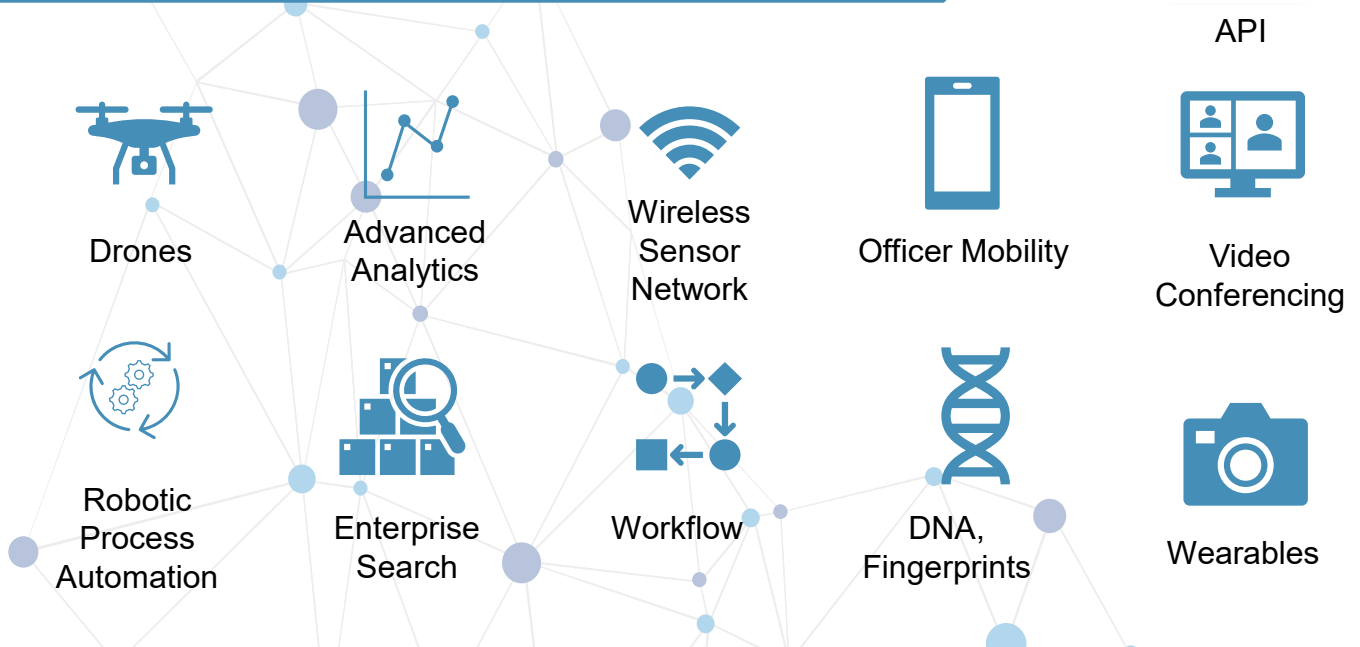 API
Drones
Advanced
Analytics
Wireless
Sensor
Network
Officer Mobility
Video
Conferencing
Robotic
Process
Automation
Enterprise
Search
Workflow
DNA,
Fingerprints
Wearables